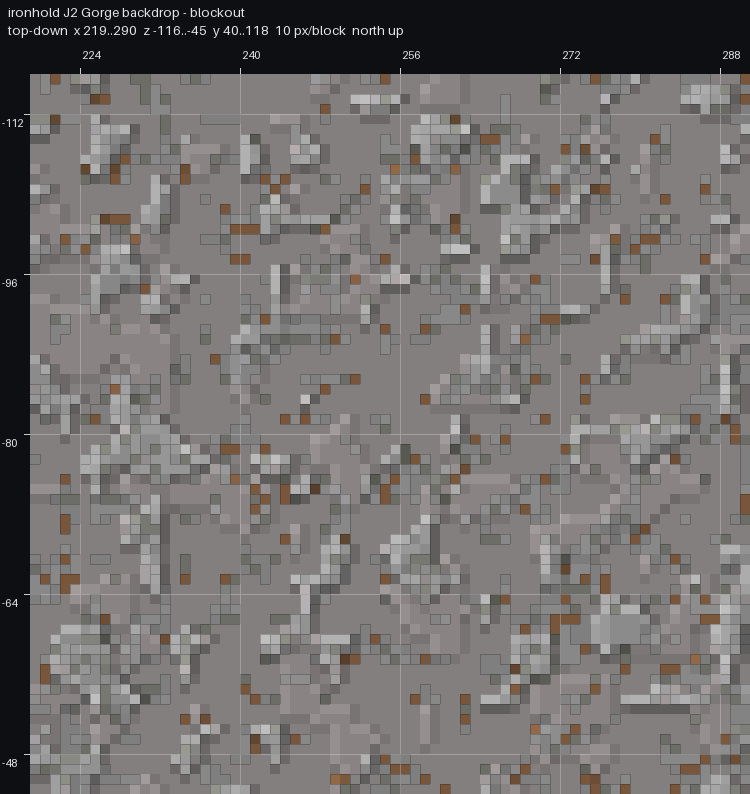 ironhold J2 Gorge backdrop - blockout
top-down  x 219..290  z -116..-45  y 40..118  10 px/block  north up
224 240 256 272 288
-112
-96
-80
-64
-48